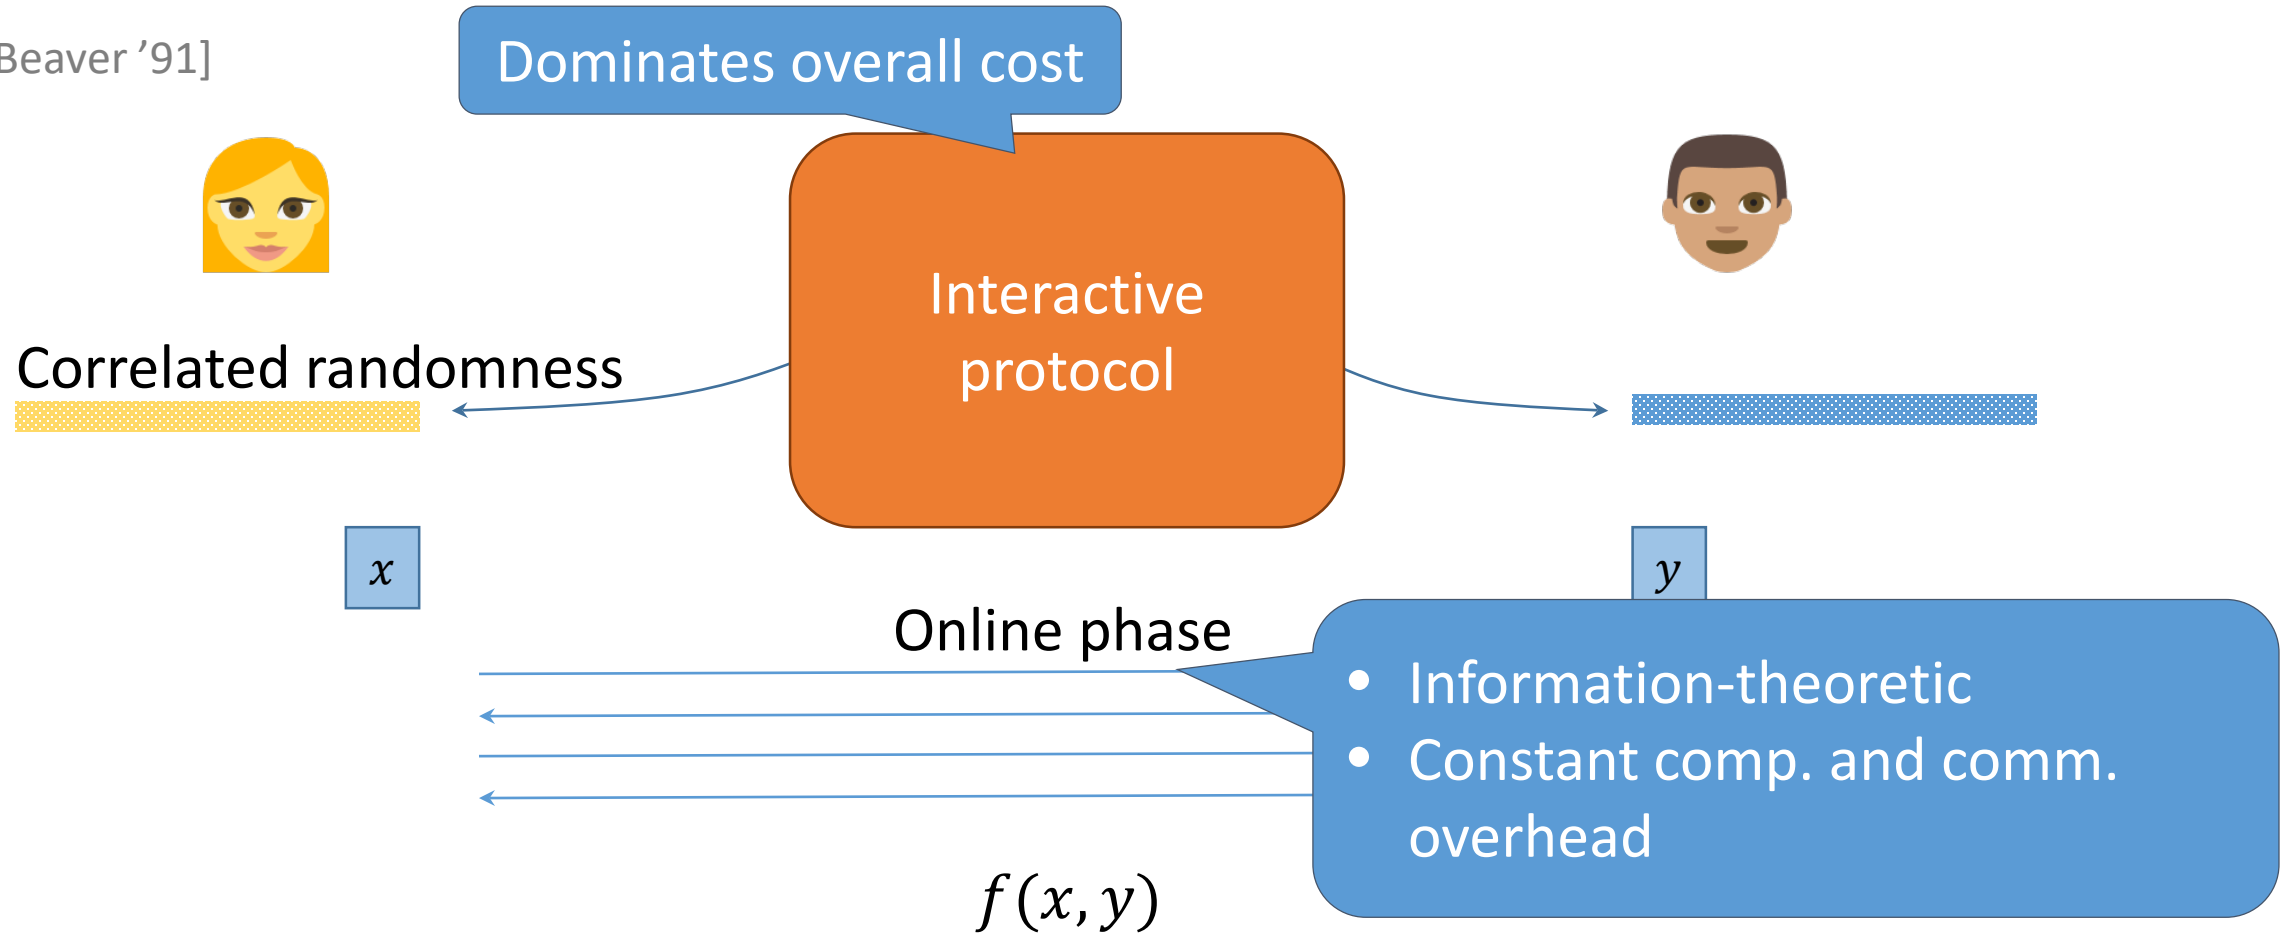 Beaver ’91]
Dominates overall cost
Interactive
protocol
Correlated randomness
x
y
Online phase
• Information-theoretic
• Constant comp. and comm.
overhead
f(x, y)